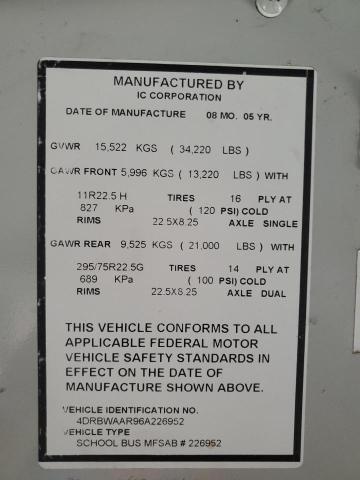 MANUFACTURED BY
IC CORPORATION
DATE OF MANUFACTURE 08 MO. 05 YR.
GVWR 15,522 KGS ( 34,220 LBS )
GAWR FRONT 5,996 KGS ( 13,220 LBS ) WITH
11R22.5 H TIRES 16 PLY AT
827 KPa ( 120 PSI) COLD
RIMS 22.5X8.25 AXLE SINGLE
GAWR REAR 9,525 KGS ( 21,000 LBS ) WITH
295/75R22.5G TIRES 14 PLY AT
689 KPa ( 100 PSI) COLD
RIMS 22.5X8.25 AXLE DUAL
THIS VEHICLE CONFORMS TO ALL
APPLICABLE FEDERAL MOTOR
VEHICLE SAFETY STANDARDS IN
EFFECT ON THE DATE OF
MANUFACTURE SHOWN ABOVE.
VEHICLE IDENTIFICATION NO.
4DRBWAAR96A226952
VEHICLE TYPE
SCHOOL BUS MFSAB # 226952